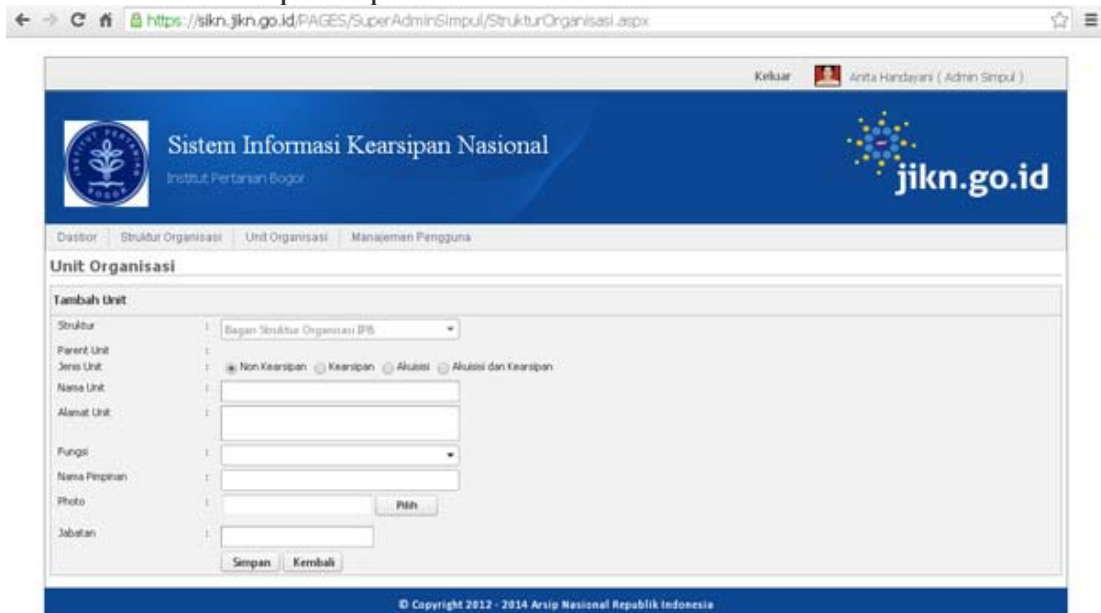 https://sikn.jikn.go.id/PAGES/SuperAdminSimpul/StrukturOrganisasi.aspx
Keluar Anita Handayani ( Admin Simpul )
INSTITUT PERTANIAN BOGOR
Sistem Informasi Kearsipan Nasional
Institut Pertanian Bogor
jikn.go.id
Dasbor Struktur Organisasi Unit Organisasi Manajemen Pengguna
Unit Organisasi
Tambah Unit
Struktur : Bagan Struktur Organisasi IPB
Parent Unit :
Jenis Unit : Non Kearsipan Kearsipan Akuisisi Akuisisi dan Kearsipan
Nama Unit :
Alamat Unit :
Fungsi :
Nama Pimpinan :
Photo : Pilih
Jabatan :
Simpan Kembali
© Copyright 2012 - 2014 Arsip Nasional Republik Indonesia